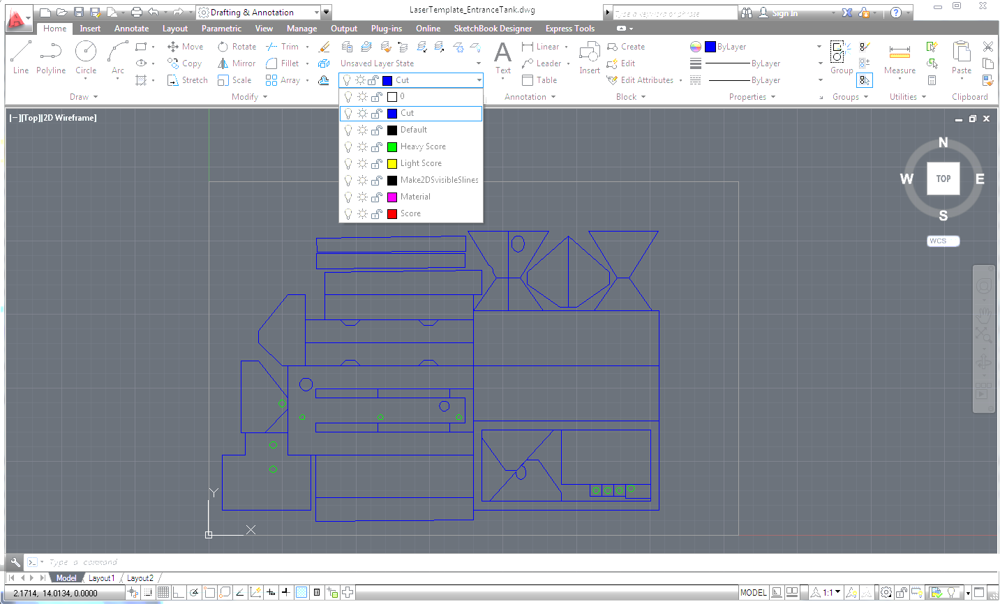 Drafting & Annotation
LaserTemplate_EntranceTank.dwg
Type a keyword or phrase
Sign In
Home Insert Annotate Layout Parametric View Manage Output Plug-ins Online SketchBook Designer Express Tools
Line Polyline Circle Arc
Move Rotate Trim
Copy Mirror Fillet
Stretch Scale Array
Unsaved Layer State
Cut
Text
Linear
Leader
Table
Insert
Create
Edit
Edit Attributes
ByLayer
ByLayer
ByLayer
Group
Measure
Paste
Draw Modify Annotation Block Properties Groups Utilities Clipboard
0
Cut
Default
Heavy Score
Light Score
Make2DSvisibleSlines
Material
Score
[–][Top][2D Wireframe]
N
W TOP E
S
WCS
Y
X
Type a command
Model Layout1 Layout2
2.1714, 14.0134, 0.0000
MODEL
1:1